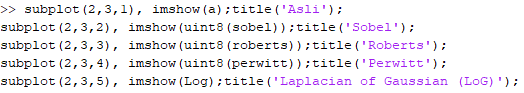 >> subplot(2,3,1), imshow(a);title('Asli');
subplot(2,3,2), imshow(uint8(sobel));title('Sobel');
subplot(2,3,3), imshow(uint8(roberts));title('Roberts');
subplot(2,3,4), imshow(uint8(perwitt));title('Perwitt');
subplot(2,3,5), imshow(Log);title('Laplacian of Gaussian (LoG)');